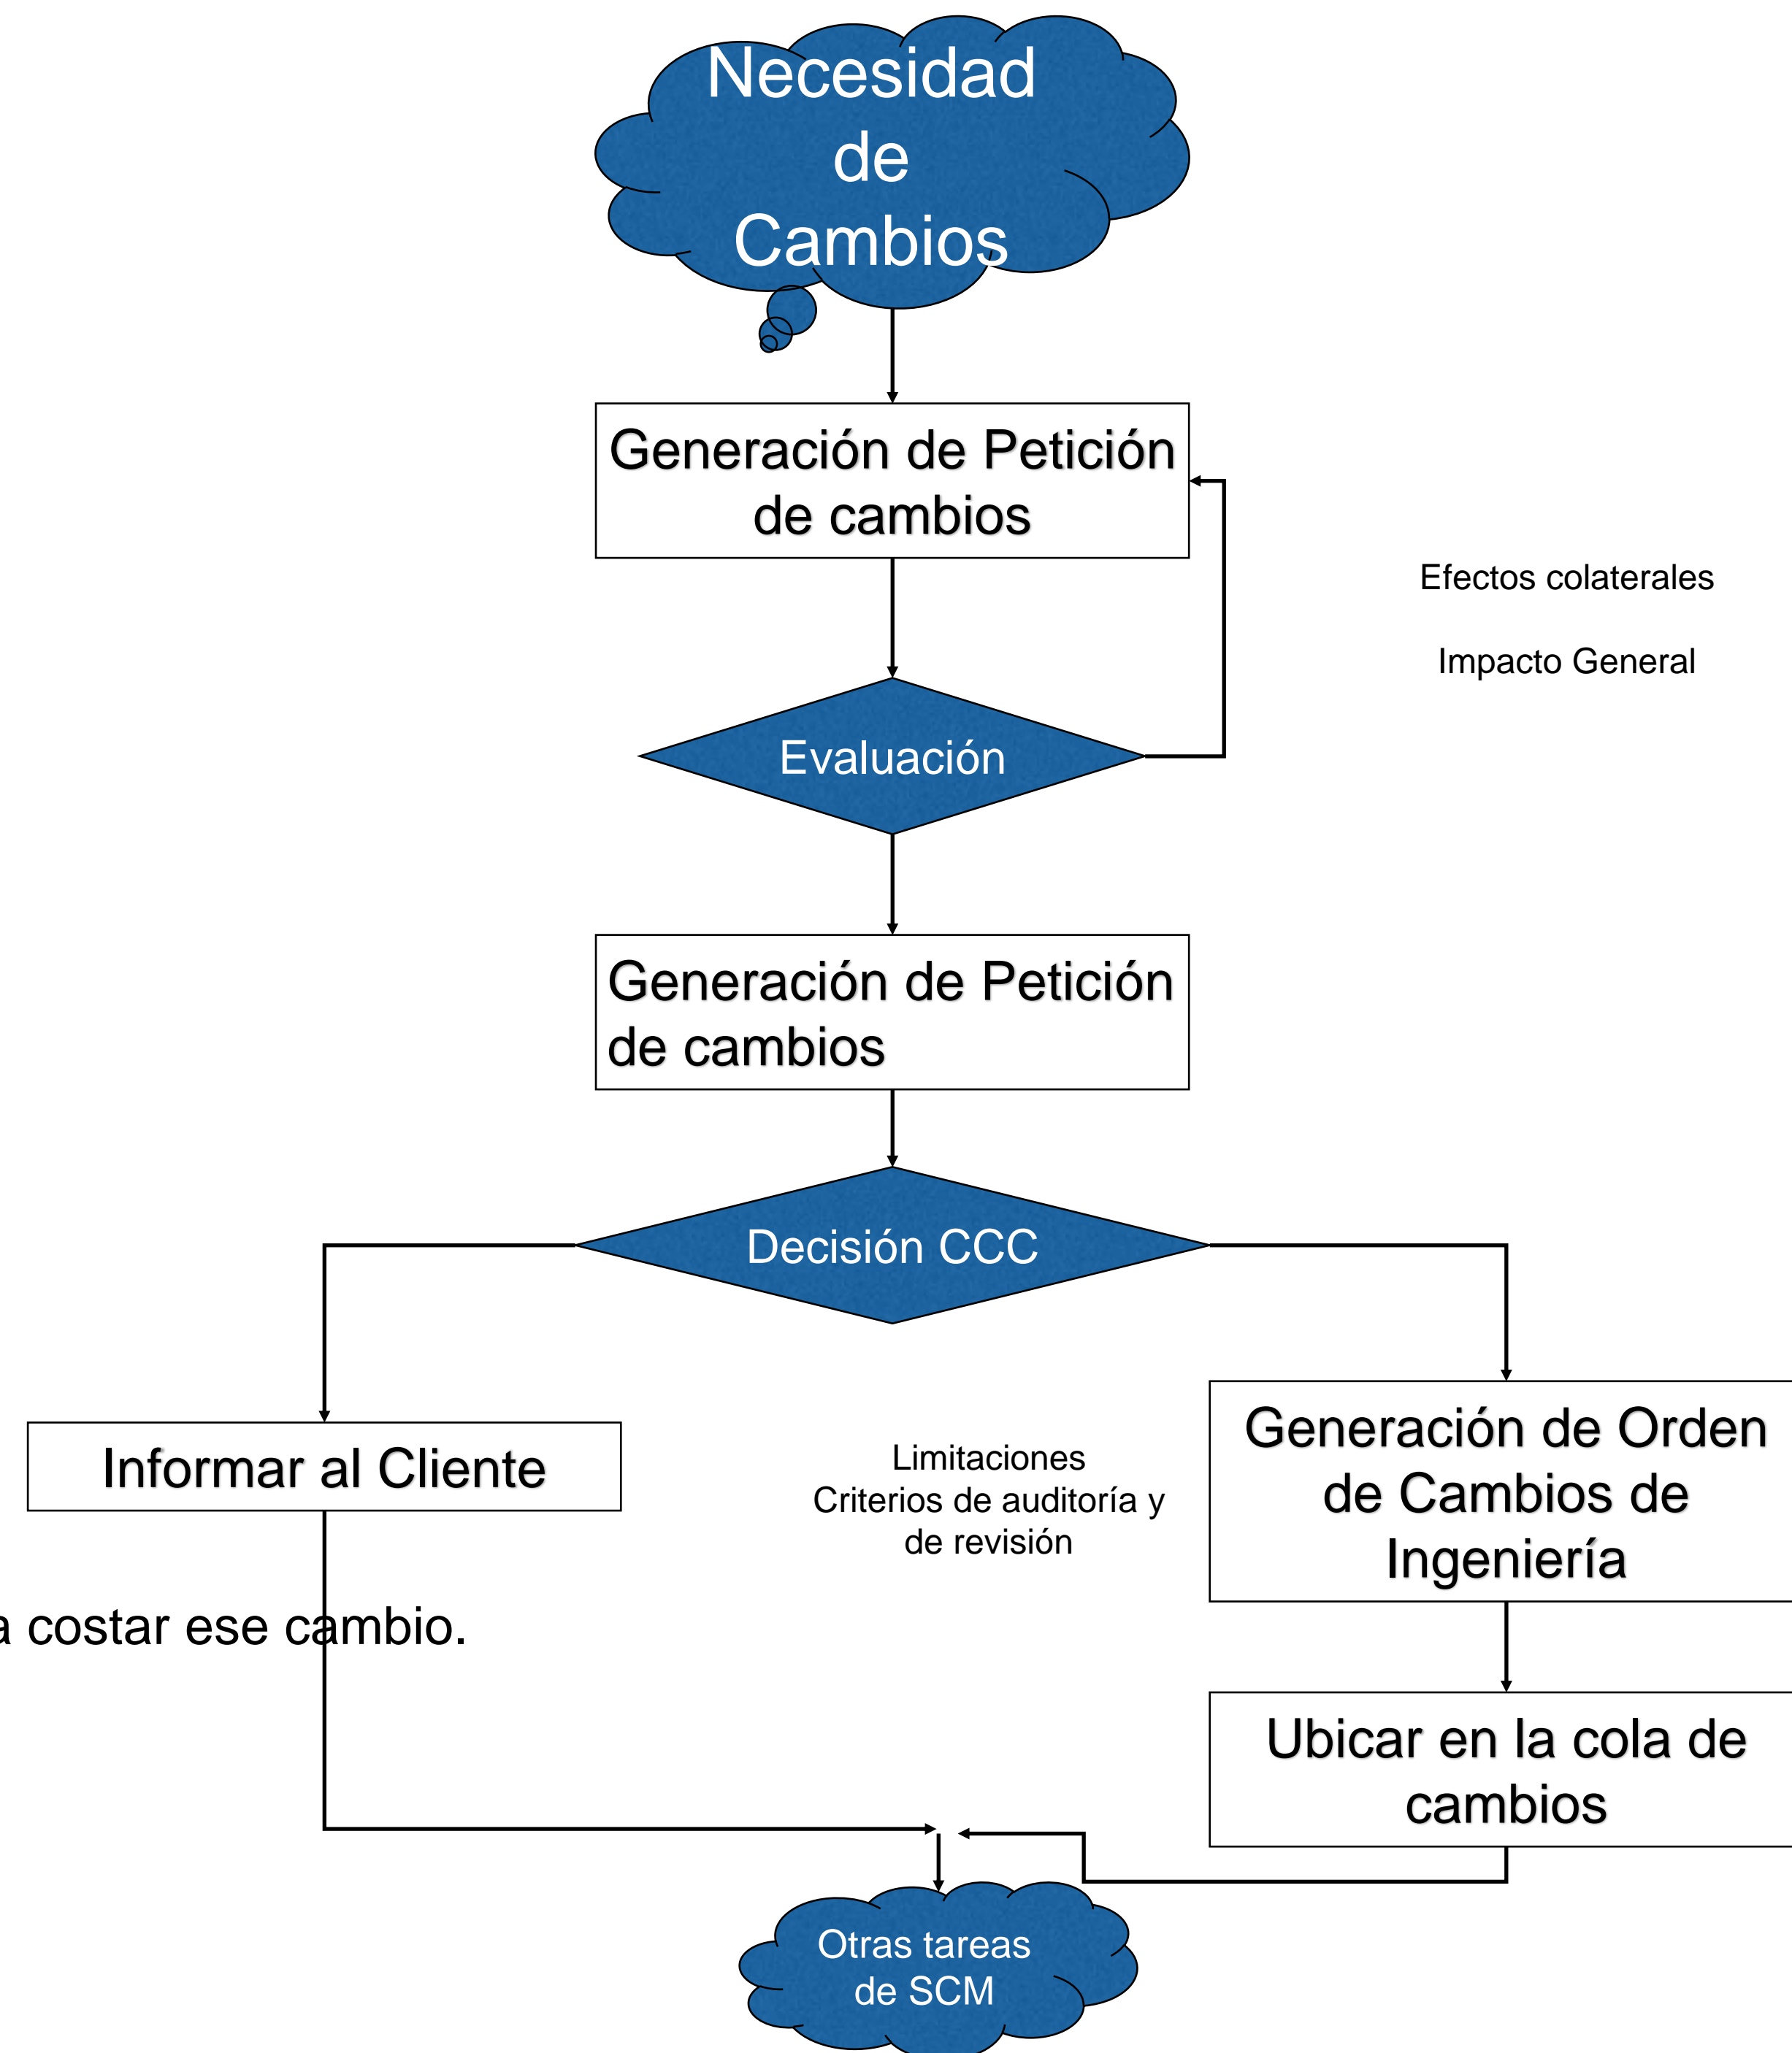 Necesidad
de
Cambios
Generación de Petición
de cambios
Efectos colaterales
Impacto General
Evaluación
Generación de Petición
de cambios
Decisión CCC
Informar al Cliente
Limitaciones
Criterios de auditoría y
de revisión
Generación de Orden
de Cambios de
Ingeniería
a costar ese cambio.
Ubicar en la cola de
cambios
Otras tareas
de SCM